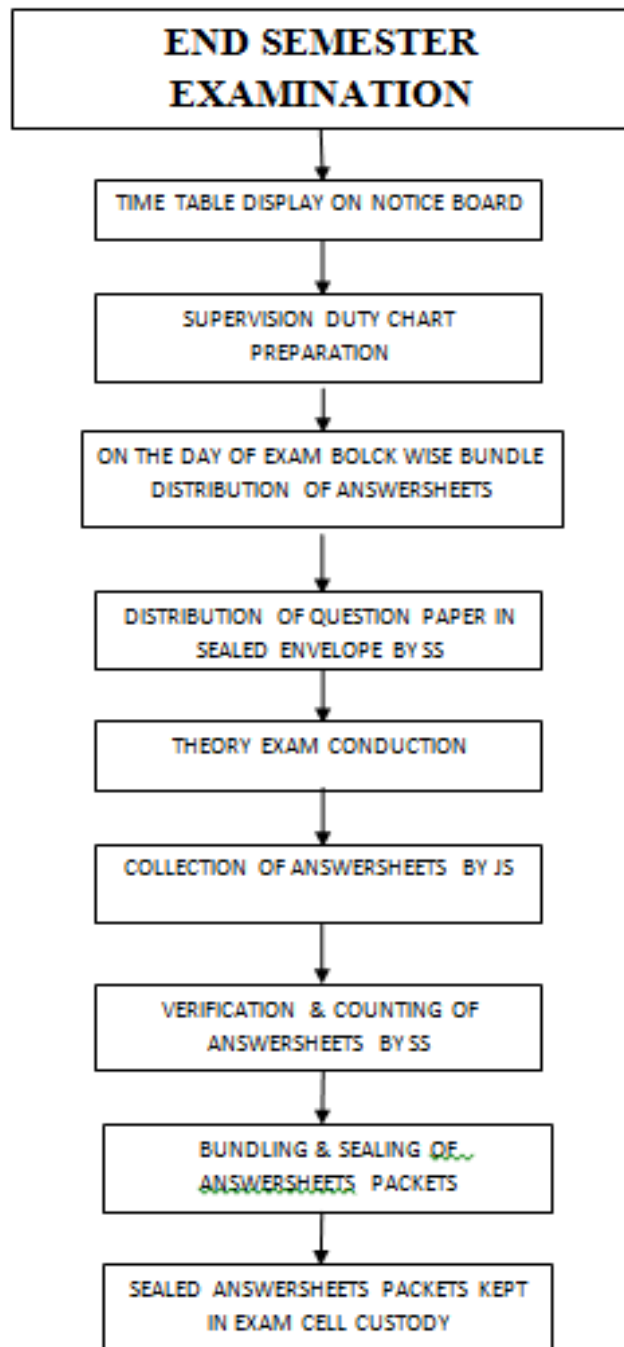 END SEMESTER
EXAMINATION
TIME TABLE DISPLAY ON NOTICE BOARD
SUPERVISION DUTY CHART
PREPARATION
ON THE DAY OF EXAM BOLCK WISE BUNDLE
DISTRIBUTION OF ANSWERSHEETS
DISTRIBUTION OF QUESTION PAPER IN
SEALED ENVELOPE BY SS
THEORY EXAM CONDUCTION
COLLECTION OF ANSWERSHEETS BY JS
VERIFICATION & COUNTING OF
ANSWERSHEETS BY SS
BUNDLING & SEALING OF
ANSWERSHEETS PACKETS
SEALED ANSWERSHEETS PACKETS KEPT
IN EXAM CELL CUSTODY